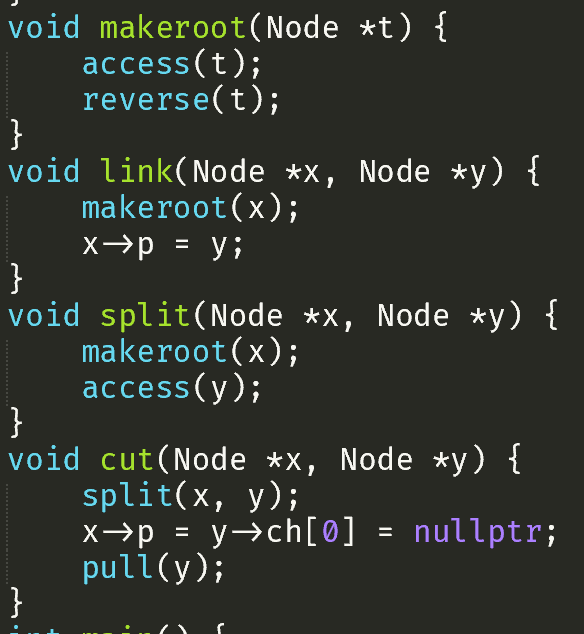 }
void makeroot(Node *t) {
    access(t);
    reverse(t);
}
void link(Node *x, Node *y) {
    makeroot(x);
    x->p = y;
}
void split(Node *x, Node *y) {
    makeroot(x);
    access(y);
}
void cut(Node *x, Node *y) {
    split(x, y);
    x->p = y->ch[0] = nullptr;
    pull(y);
}
int main() {